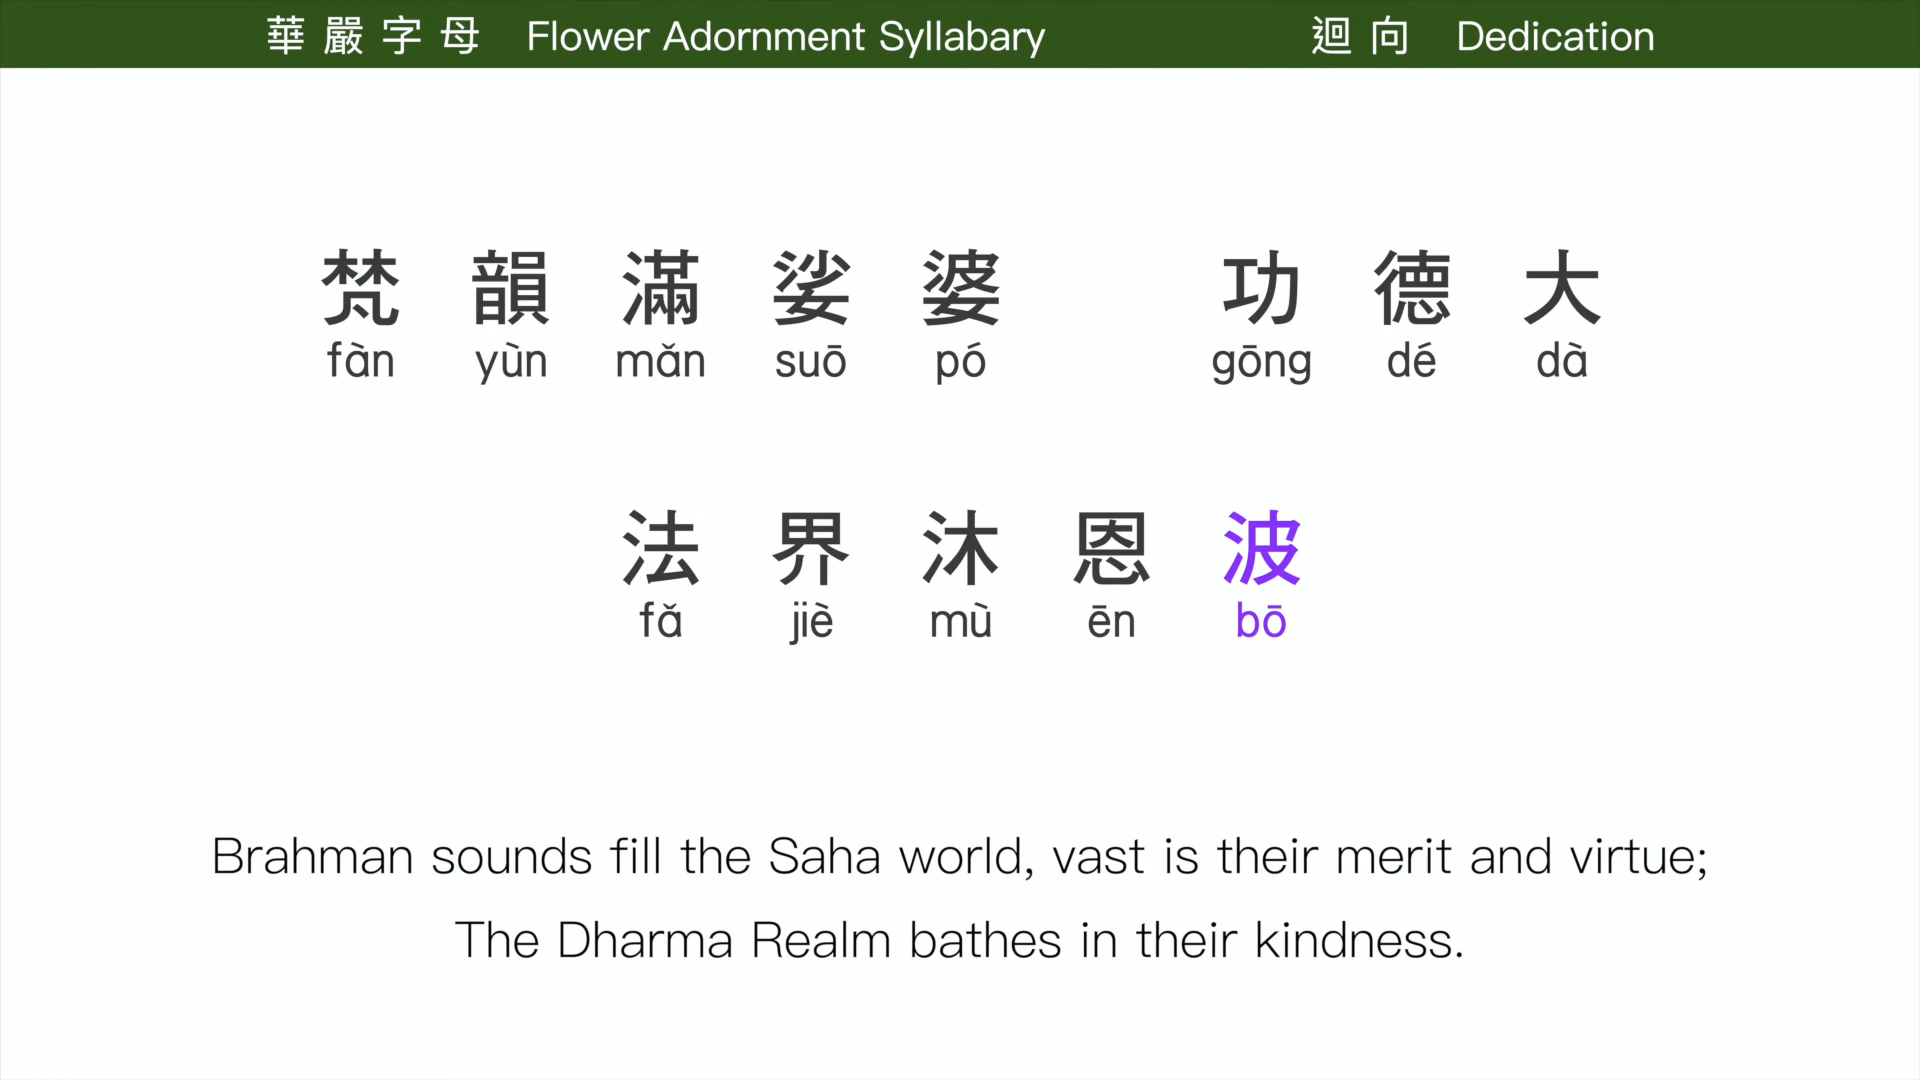 華嚴字母 Flower Adornment Syllabary 迴向 Dedication
梵韻滿娑婆 功德大
fàn yùn mǎn suō pó gōng dé dà
法界沐恩波
fǎ jiè mù ēn bō
Brahman sounds fill the Saha world, vast is their merit and virtue;
The Dharma Realm bathes in their kindness.